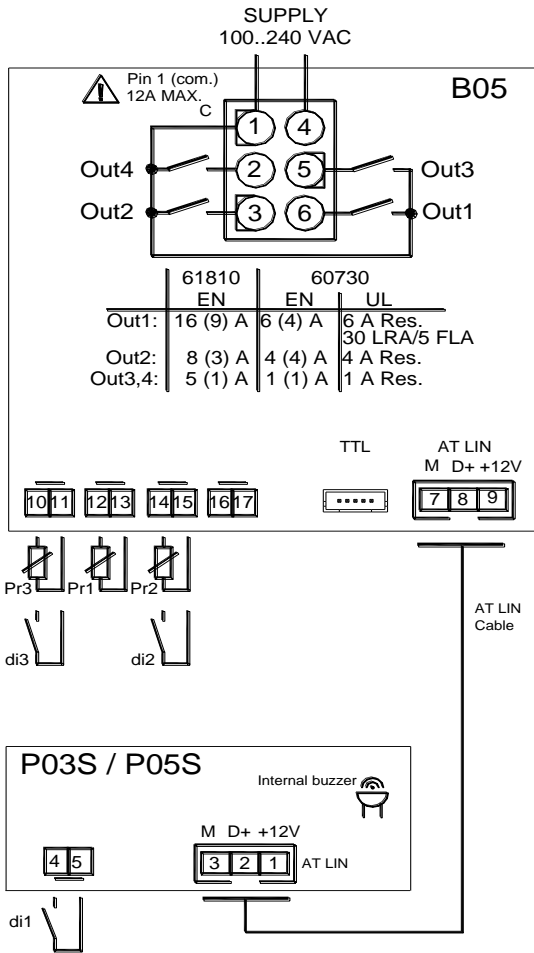 SUPPLY
100..240 VAC
Pin 1 (com.)
12A MAX.
B05
C
1 4
Out4 2 5 Out3
Out2 3 6 Out1
61810 60730
EN EN UL
Out1: 16 (9) A 6 (4) A 6 A Res.
30 LRA/5 FLA
Out2: 8 (3) A 4 (4) A 4 A Res.
Out3,4: 5 (1) A 1 (1) A 1 A Res.
TTL AT LIN
M D+ +12V
10 11 12 13 14 15 16 17 7 8 9
Pr3 Pr1 Pr2
AT LIN
Cable
di3 di2
P03S / P05S
Internal buzzer
M D+ +12V
4 5 3 2 1 AT LIN
di1